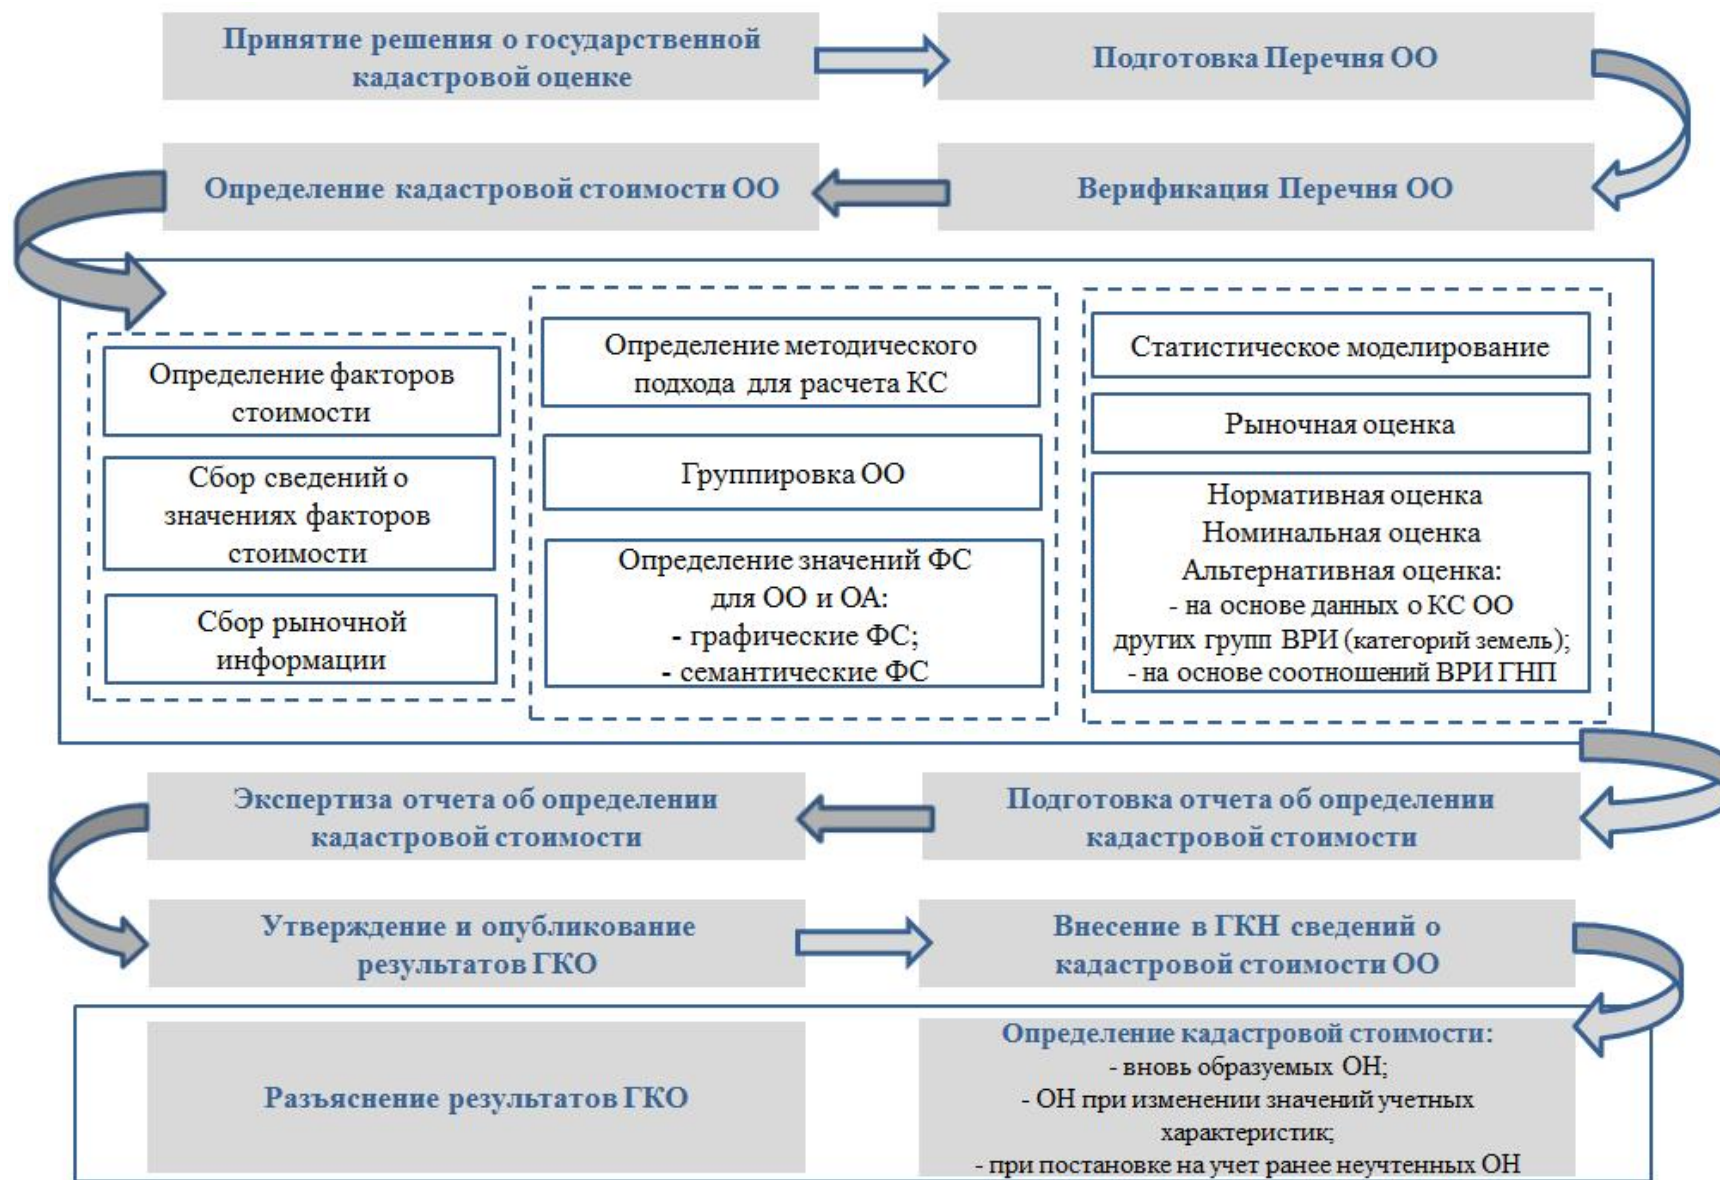 Принятие решения о государственной
кадастровой оценке
Подготовка Перечня ОО
Определение кадастровой стоимости ОО
Верификация Перечня ОО
Определение факторов
стоимости
Сбор сведений о
значениях факторов
стоимости
Сбор рыночной
информации
Определение методического
подхода для расчета КС
Группировка ОО
Определение значений ФС
для ОО и ОА:
- графические ФС;
- семантические ФС
Статистическое моделирование
Рыночная оценка
Нормативная оценка
Номинальная оценка
Альтернативная оценка:
- на основе данных о КС ОО
других групп ВРИ (категорий земель);
- на основе соотношений ВРИ ГНП
Экспертиза отчета об определении
кадастровой стоимости
Подготовка отчета об определении
кадастровой стоимости
Утверждение и опубликование
результатов ГКО
Внесение в ГКН сведений о
кадастровой стоимости ОО
Разъяснение результатов ГКО
Определение кадастровой стоимости:
- вновь образуемых ОН;
- ОН при изменении значений учетных
характеристик;
- при постановке на учет ранее неучтенных ОН